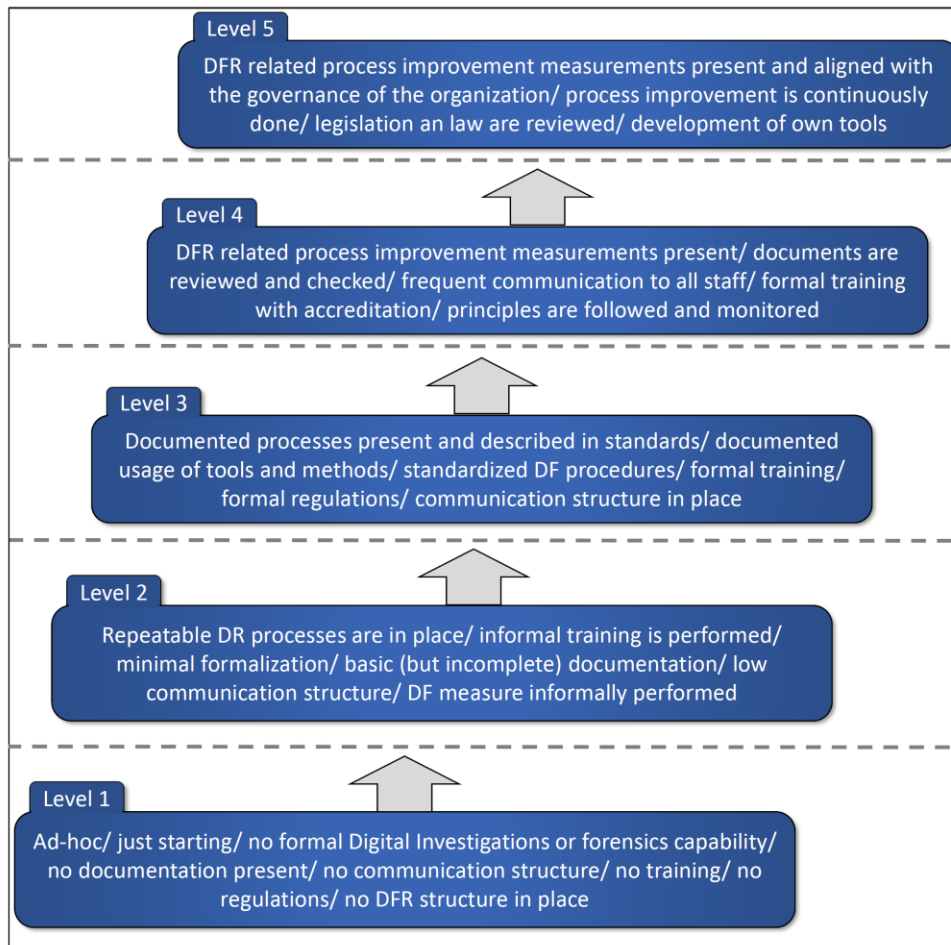 Level 5
DFR related process improvement measurements present and aligned with
the governance of the organization/ process improvement is continuously
done/ legislation an law are reviewed/ development of own tools
Level 4
DFR related process improvement measurements present/ documents are
reviewed and checked/ frequent communication to all staff/ formal training
with accreditation/ principles are followed and monitored
Level 3
Documented processes present and described in standards/ documented
usage of tools and methods/ standardized DF procedures/ formal training/
formal regulations/ communication structure in place
Level 2
Repeatable DR processes are in place/ informal training is performed/
minimal formalization/ basic (but incomplete) documentation/ low
communication structure/ DF measure informally performed
Level 1
Ad-hoc/ just starting/ no formal Digital Investigations or forensics capability/
no documentation present/ no communication structure/ no training/ no
regulations/ no DFR structure in place